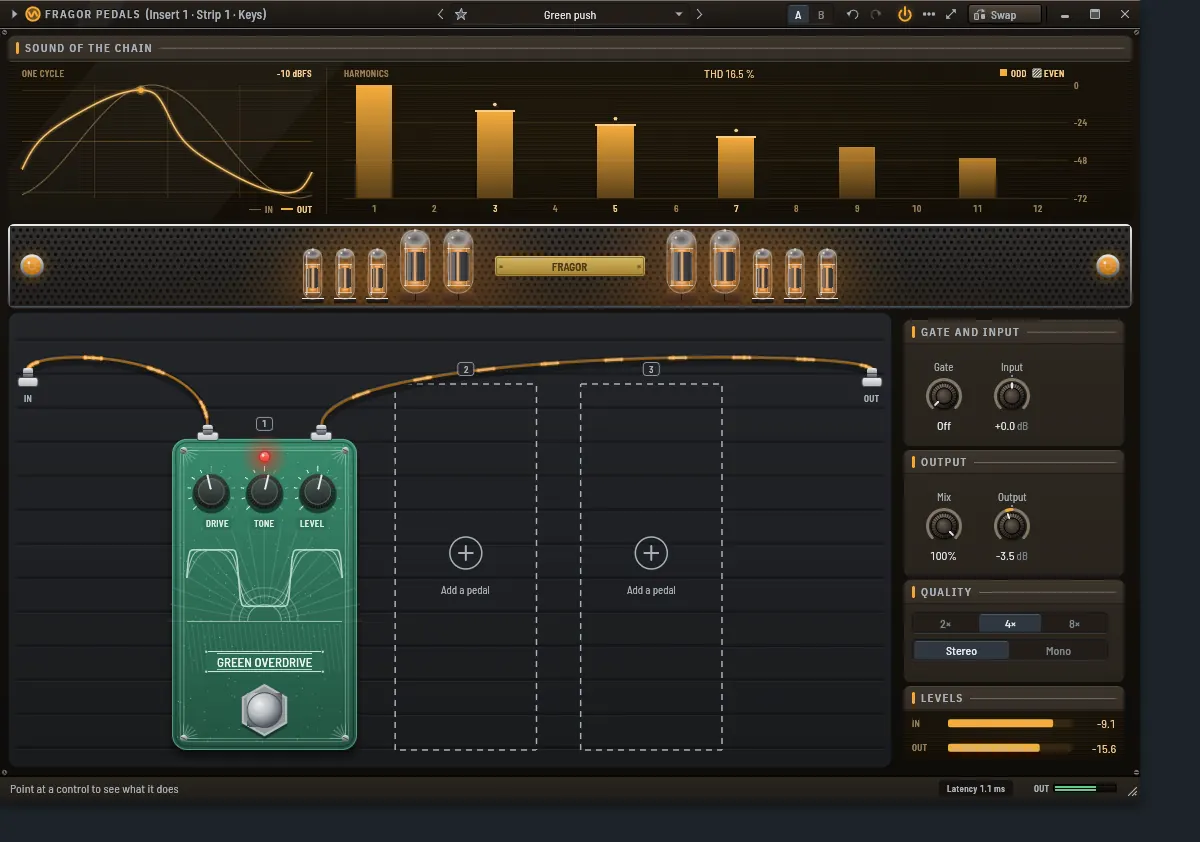 FRAGOR PEDALS (Insert 1 · Strip 1 · Keys)
Green push
A B
Swap
SOUND OF THE CHAIN
ONE CYCLE
-10 dBFS
HARMONICS
THD 16.5 %
ODD
EVEN
0
-24
-48
-72
IN
OUT
1 2 3 4 5 6 7 8 9 10 11 12
FRAGOR
IN
1
2
3
OUT
DRIVE
TONE
LEVEL
GREEN OVERDRIVE
Add a pedal
Add a pedal
GATE AND INPUT
Gate
Input
Off
+0.0 dB
OUTPUT
Mix
Output
100%
-3.5 dB
QUALITY
2×
4×
8×
Stereo
Mono
LEVELS
IN
-9.1
OUT
-15.6
Point at a control to see what it does
Latency 1.1 ms
OUT